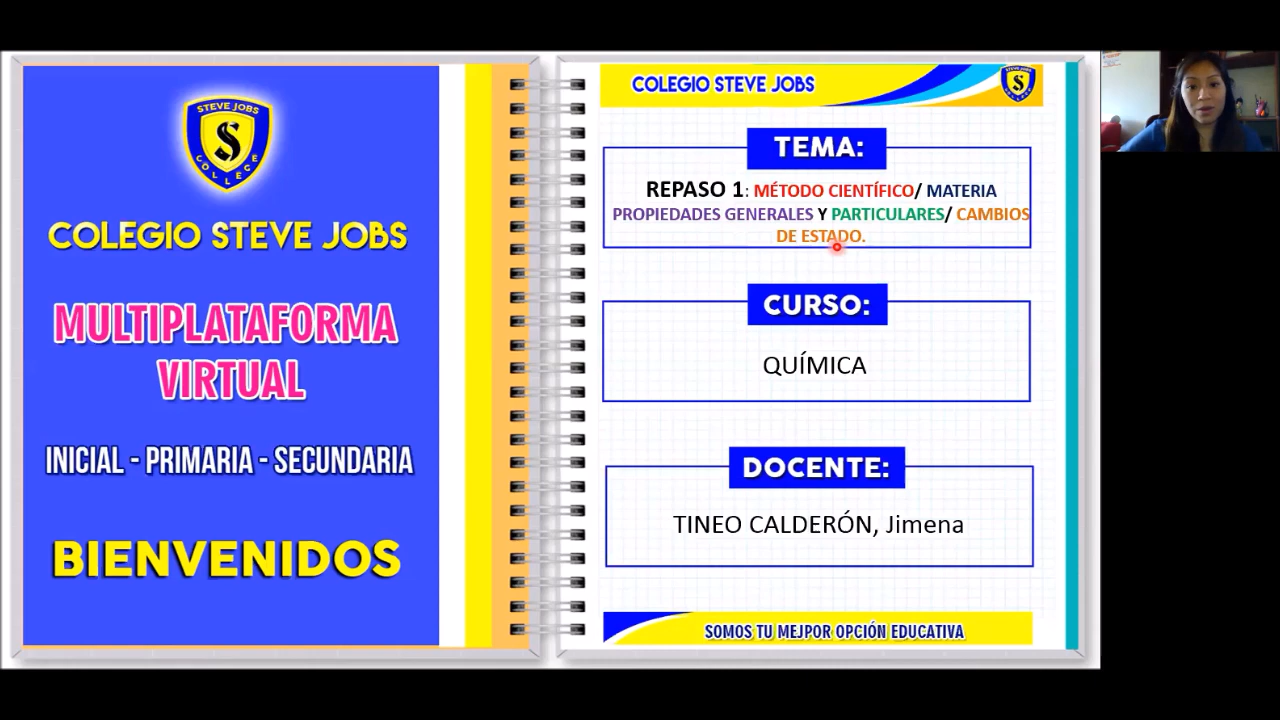 STEVE JOBS
S
COLLEGE
COLEGIO STEVE JOBS
MULTIPLATAFORMA
VIRTUAL
INICIAL - PRIMARIA - SECUNDARIA
BIENVENIDOS
COLEGIO STEVE JOBS
TEMA:
REPASO 1: MÉTODO CIENTÍFICO/ MATERIA
PROPIEDADES GENERALES Y PARTICULARES/ CAMBIOS
DE ESTADO.
CURSO:
QUÍMICA
DOCENTE:
TINEO CALDERÓN, Jimena
SOMOS TU MEJPOR OPCIÓN EDUCATIVA